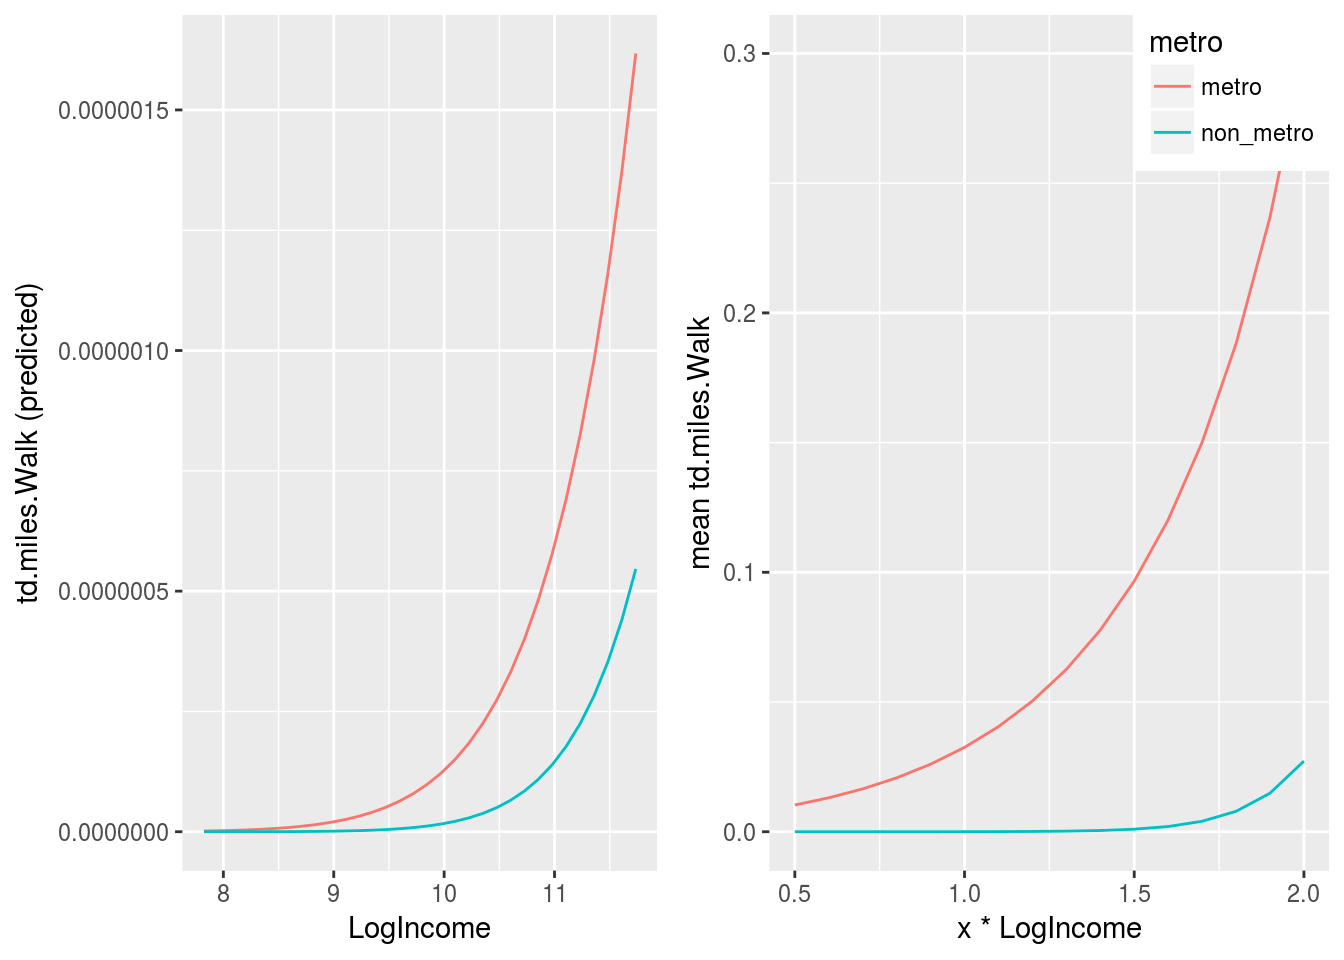 td.miles.Walk (predicted)
0.0000015
0.0000010
0.0000005
0.0000000
8 9 10 11
LogIncome
mean td.miles.Walk
0.3
0.2
0.1
0.0
0.5 1.0 1.5 2.0
x * LogIncome
metro
metro
non_metro